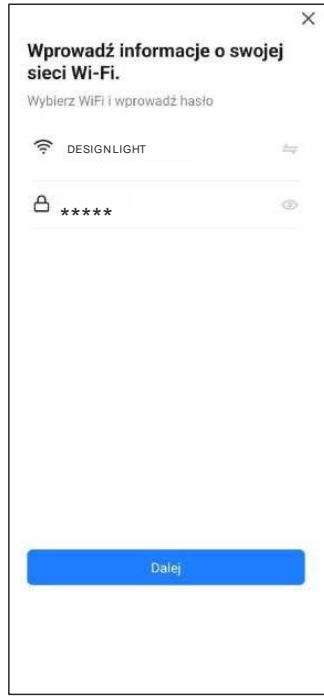 Wprowadź informacje o swojej
sieci Wi-Fi.
Wybierz WiFi i wprowadź hasło
DESIGNLIGHT
*****
Dalej